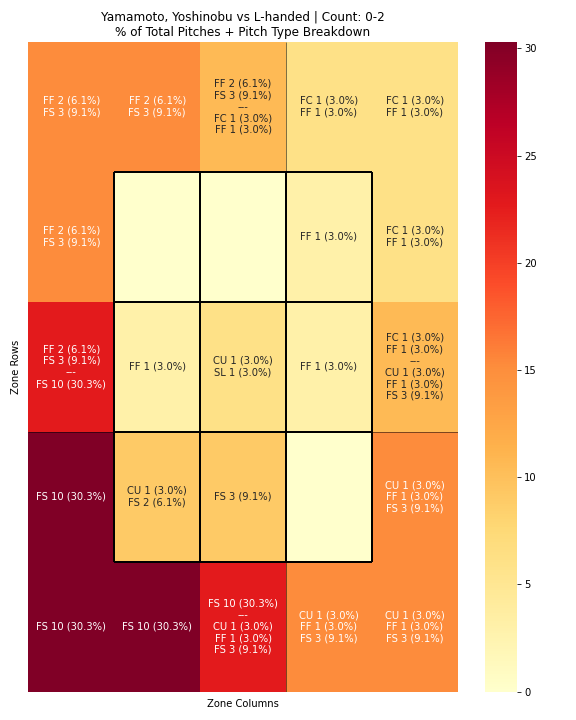 Yamamoto, Yoshinobu vs L-handed | Count: 0-2
% of Total Pitches + Pitch Type Breakdown
FF 2 (6.1%)
FS 3 (9.1%)
FF 2 (6.1%)
FS 3 (9.1%)
FF 2 (6.1%)
FS 3 (9.1%)
---
FC 1 (3.0%)
FF 1 (3.0%)
FC 1 (3.0%)
FF 1 (3.0%)
FC 1 (3.0%)
FF 1 (3.0%)
FF 2 (6.1%)
FS 3 (9.1%)
FF 1 (3.0%)
FC 1 (3.0%)
FF 1 (3.0%)
FF 2 (6.1%)
FS 3 (9.1%)
---
FS 10 (30.3%)
FF 1 (3.0%)
CU 1 (3.0%)
SL 1 (3.0%)
FF 1 (3.0%)
FC 1 (3.0%)
FF 1 (3.0%)
---
CU 1 (3.0%)
FF 1 (3.0%)
FS 3 (9.1%)
FS 10 (30.3%)
CU 1 (3.0%)
FS 2 (6.1%)
FS 3 (9.1%)
CU 1 (3.0%)
FF 1 (3.0%)
FS 3 (9.1%)
FS 10 (30.3%)
FS 10 (30.3%)
FS 10 (30.3%)
---
CU 1 (3.0%)
FF 1 (3.0%)
FS 3 (9.1%)
CU 1 (3.0%)
FF 1 (3.0%)
FS 3 (9.1%)
CU 1 (3.0%)
FF 1 (3.0%)
FS 3 (9.1%)
Zone Rows
Zone Columns
30
25
20
15
10
5
0